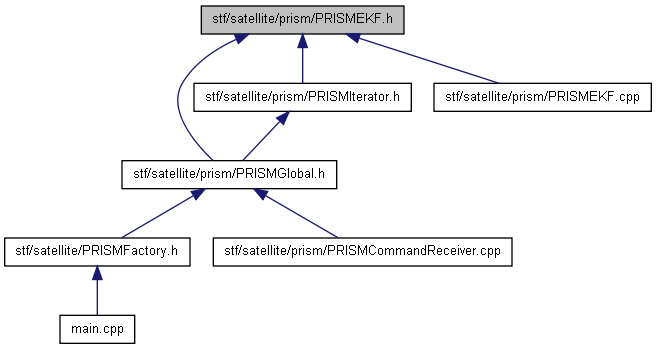 stf/satellite/prism/PRISMEKF.h
stf/satellite/prism/PRISMIterator.h
stf/satellite/prism/PRISMEKF.cpp
stf/satellite/prism/PRISMGlobal.h
stf/satellite/PRISMFactory.h
stf/satellite/prism/PRISMCommandReceiver.cpp
main.cpp